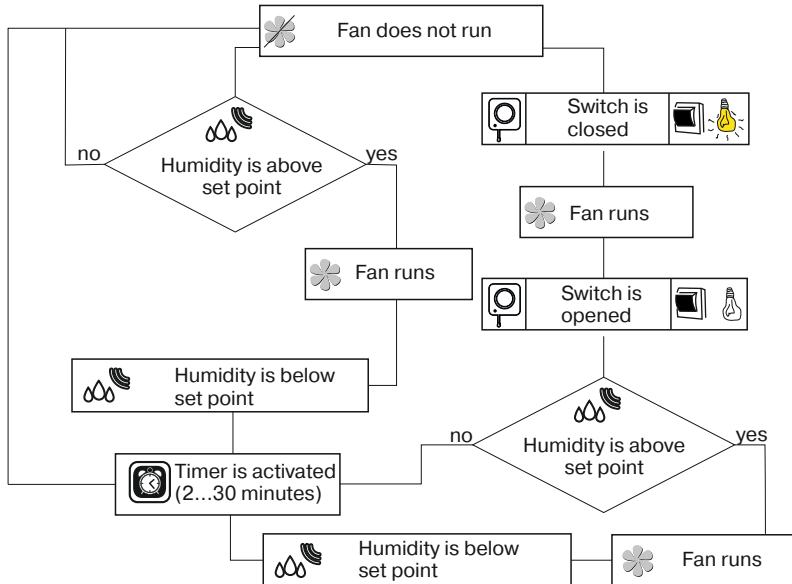 Fan does not run
Switch is
closed
no
Humidity is above
set point
yes
Fan runs
Fan runs
Switch is
opened
Humidity is below
set point
no
Humidity is above
set point
yes
Timer is activated
(2...30 minutes)
Humidity is below
set point
Fan runs